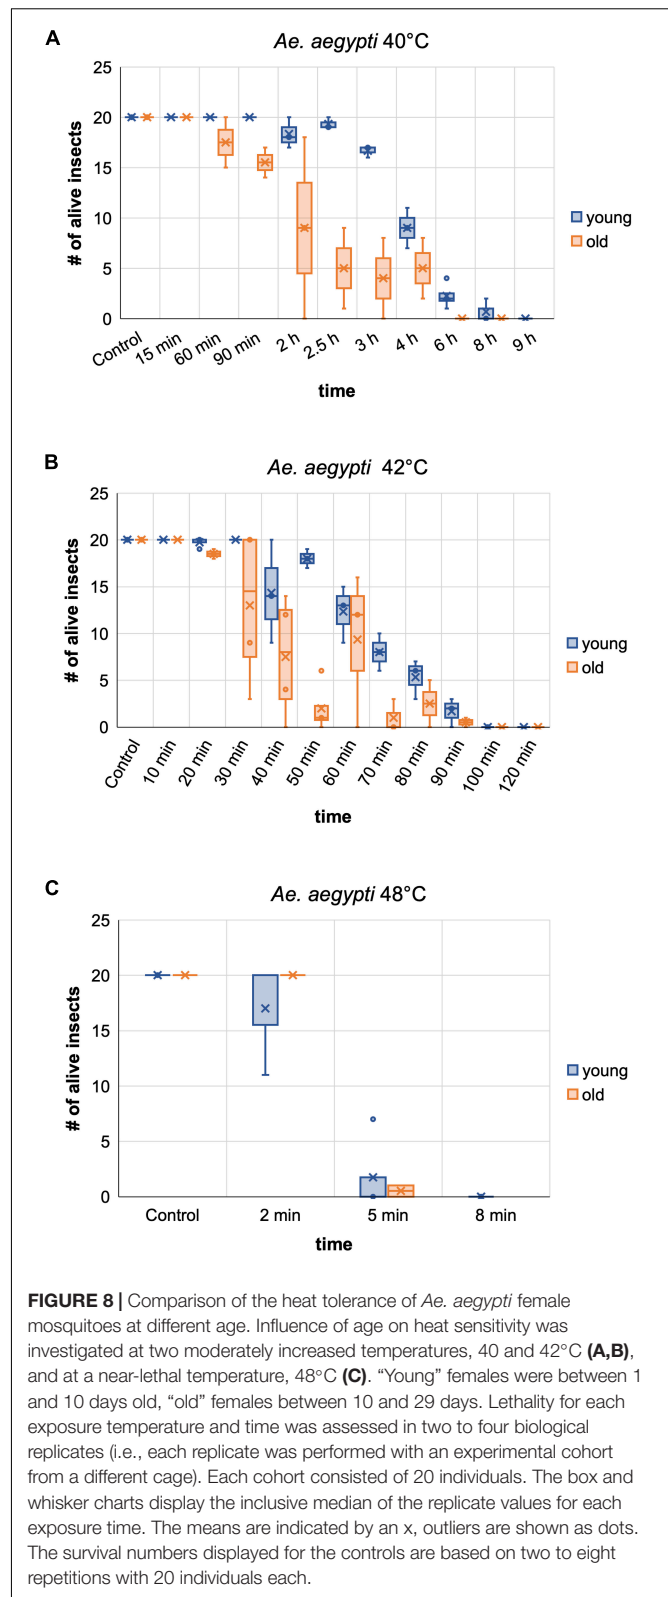 A
Ae. aegypti 40°C
25
20
15
10
5
0
# of alive insects
Control
15 min
60 min
90 min
2 h
2.5 h
3 h
4 h
6 h
8 h
9 h
time
young
old
B
Ae. aegypti 42°C
25
20
15
10
5
0
# of alive insects
Control
10 min
20 min
30 min
40 min
50 min
60 min
70 min
80 min
90 min
100 min
120 min
time
young
old
C
Ae. aegypti 48°C
25
20
15
10
5
0
# of alive insects
Control
2 min
5 min
8 min
time
young
old
FIGURE 8 | Comparison of the heat tolerance of Ae. aegypti female
mosquitoes at different age. Influence of age on heat sensitivity was
investigated at two moderately increased temperatures, 40 and 42°C (A,B),
and at a near-lethal temperature, 48°C (C). “Young” females were between 1
and 10 days old, “old” females between 10 and 29 days. Lethality for each
exposure temperature and time was assessed in two to four biological
replicates (i.e., each replicate was performed with an experimental cohort
from a different cage). Each cohort consisted of 20 individuals. The box and
whisker charts display the inclusive median of the replicate values for each
exposure time. The means are indicated by an x, outliers are shown as dots.
The survival numbers displayed for the controls are based on two to eight
repetitions with 20 individuals each.